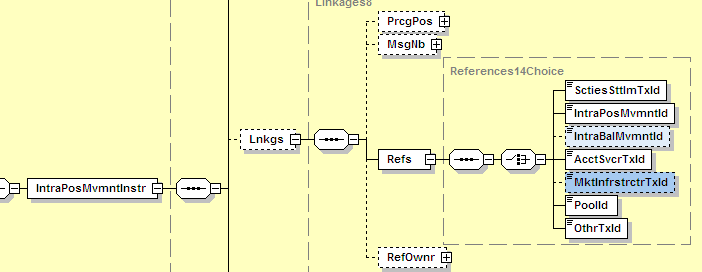 Linkages8
PrcgPos
MsgNb
References14Choice
SctiesSttlmTxId
IntraPosMvmntId
Lnkgs
IntraBalMvmntId
Refs
AcctSvcrTxId
IntraPosMvmntInstr
MktInfrstrctrTxId
PoolId
OthrTxId
RefOwnr